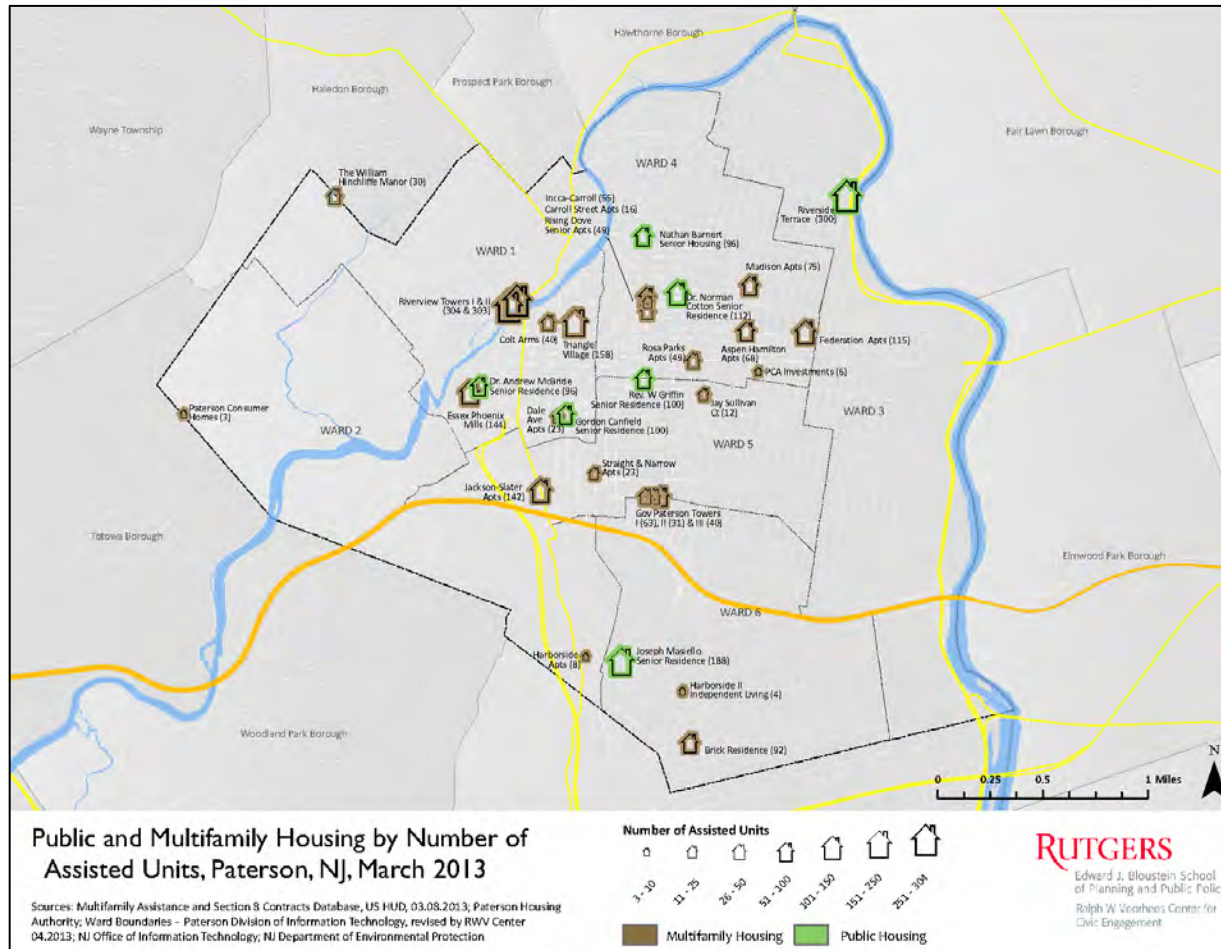 Hawthorne Borough
Prospect Park Borough
Haledon Borough
Wayne Township
Fair Lawn Borough
WARD 4
The William
Hinchliffe Manor (30)
Incca-Carroll (55)
Carroll Street Apts (16)
Rising Dove
Senior Apts (49)
Riverside
Terrace (300)
Nathan Barnert
Senior Housing (96)
WARD 1
Madison Apts (75)
Riverview Towers I & II
(304 & 303)
Dr. Norman
Cotton Senior
Residence (112)
Colt Arms (40)
Triangle
Village (158)
Rosa Parks
Apts (49)
Aspen Hamilton
Apts (68)
Federation Apts (115)
PCA Investments (6)
Dr. Andrew McBride
Senior Residence (96)
Rev. W Griffin
Senior Residence (100)
Jay Sullivan
Ct (12)
Paterson Consumer
Homes (3)
Essex Phoenix
Mills (144)
Dale
Ave
Apts (23)
Gordon Canfield
Senior Residence (100)
WARD 3
WARD 2
WARD 5
Straight & Narrow
Apts (23)
Jackson-Slater
Apts (142)
Gov Paterson Towers
I (63), II (31) & III (40)
Totowa Borough
Elmwood Park Borough
WARD 6
Harborside
Apts (8)
Joseph Masiello
Senior Residence (188)
Harborside II
Independent Living (4)
Woodland Park Borough
Brick Residence (92)
N
0 0.25 0.5 1 Miles
Public and Multifamily Housing by Number of
Assisted Units, Paterson, NJ, March 2013
Sources: Multifamily Assistance and Section 8 Contracts Database, US HUD, 03.08.2013; Paterson Housing
Authority; Ward Boundaries – Paterson Division of Information Technology, revised by RWV Center
04.2013; NJ Office of Information Technology; NJ Department of Environmental Protection
Number of Assisted Units
3 - 10
11 - 25
26 - 50
51 - 100
101 - 150
151 - 250
251 - 304
Multifamily Housing
Public Housing
RUTGERS
Edward J. Bloustein School
of Planning and Public Policy
Ralph W Voorhees Center for
Civic Engagement